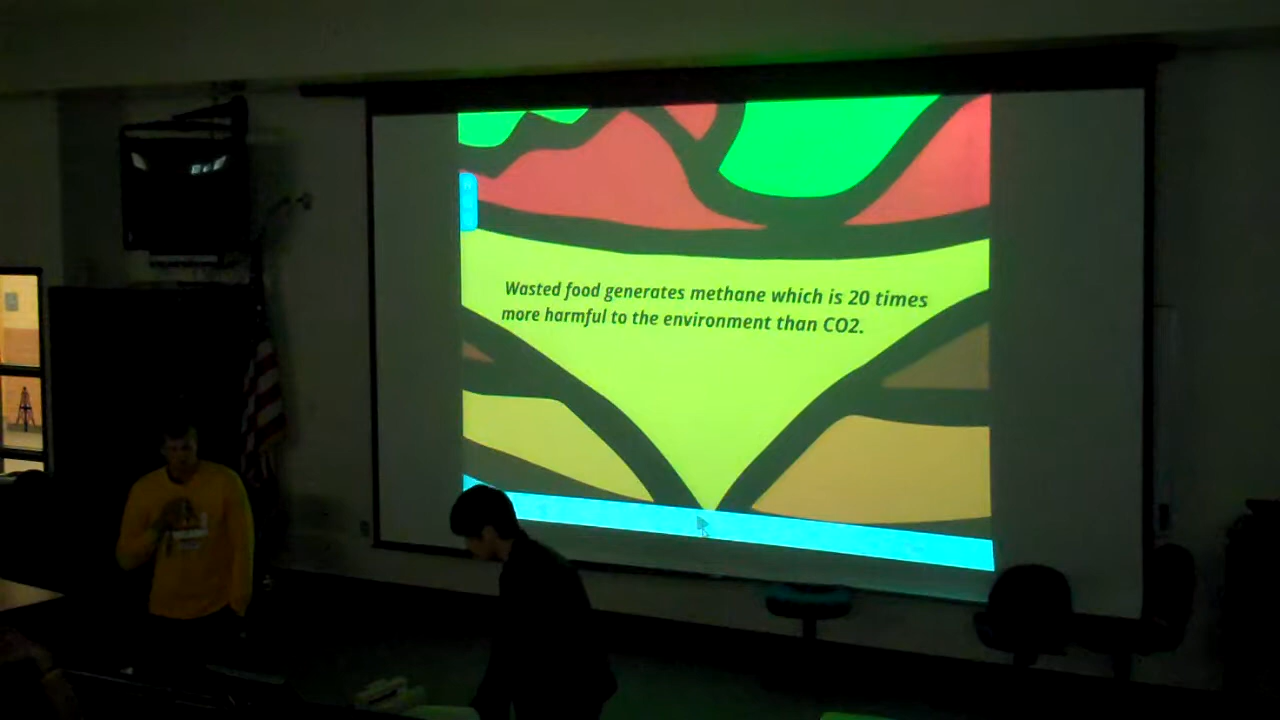 Wasted food generates methane which is 20 times
more harmful to the environment than CO2.